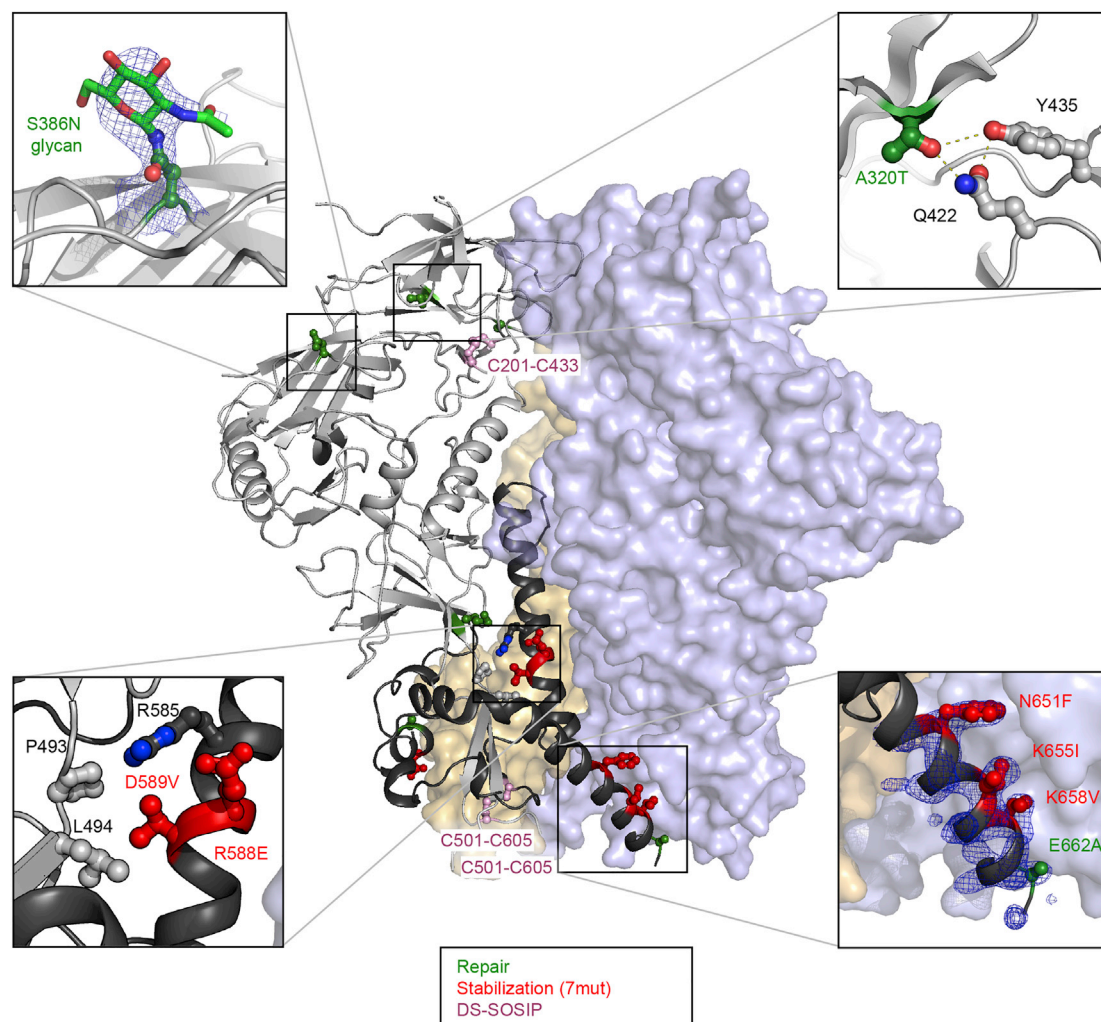 S386N
glycan
Y435
A320T
Q422
C201-C433
R585
P493
D589V
L494
R588E
C501-C605
C501-C605
N651F
K655I
K658V
E662A
Repair
Stabilization (7mut)
DS-SOSIP